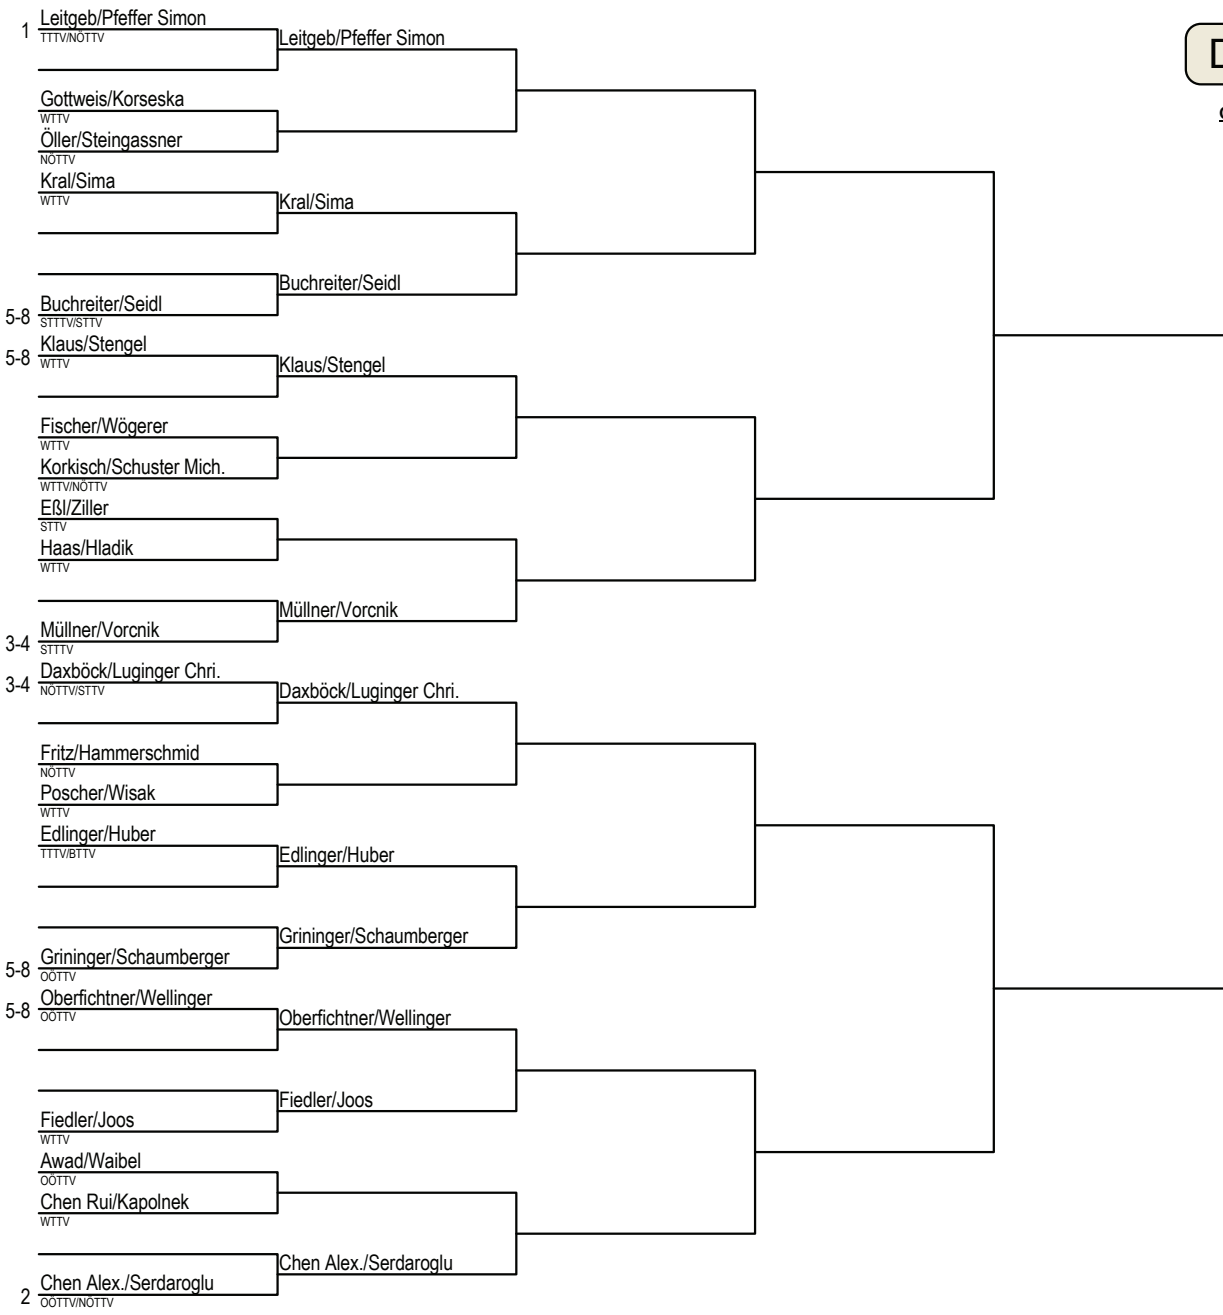 Leitgeb/Pfeffer Simon
1
TTTV/NÖTTV
Leitgeb/Pfeffer Simon
Gottweis/Korseska
WTTV
Öller/Steingassner
NÖTTV
Kral/Sima
WTTV
Kral/Sima
Buchreiter/Seidl
Buchreiter/Seidl
5-8
STTTV/STTV
Klaus/Stengel
5-8
WTTV
Klaus/Stengel
Fischer/Wögerer
WTTV
Korkisch/Schuster Mich.
WTTV/NÖTTV
Eßl/Ziller
STTV
Haas/Hladik
WTTV
Müllner/Vorcnik
Müllner/Vorcnik
3-4
STTTV
Daxböck/Luginger Chri.
3-4
NÖTTV/STTV
Daxböck/Luginger Chri.
Fritz/Hammerschmid
NÖTTV
Poscher/Wisak
WTTV
Edlinger/Huber
TTTV/BTTV
Edlinger/Huber
Grininger/Schaumberger
Grininger/Schaumberger
5-8
OÖTTV
Oberfichtner/Wellinger
5-8
OÖTTV
Oberfichtner/Wellinger
Fiedler/Joos
Fiedler/Joos
WTTV
Awad/Waibel
OÖTTV
Chen Rui/Kapolnek
WTTV
Chen Alex./Serdaroglu
Chen Alex./Serdaroglu
2
OÖTTV/NÖTTV